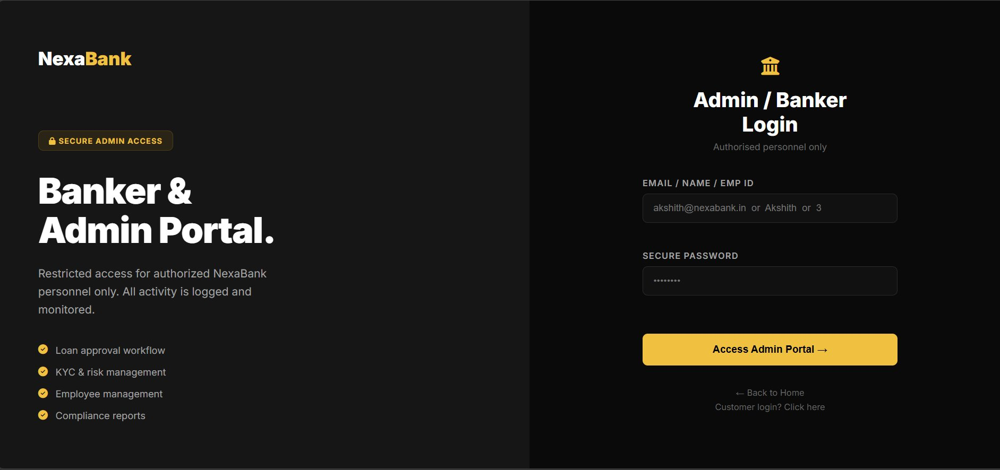 NexaBank
SECURE ADMIN ACCESS
Banker &
Admin Portal.
Restricted access for authorized NexaBank
personnel only. All activity is logged and
monitored.
Loan approval workflow
KYC & risk management
Employee management
Compliance reports
Admin / Banker
Login
Authorised personnel only
EMAIL / NAME / EMP ID
akshith@nexabank.in or Akshith or 3
SECURE PASSWORD
••••••••
Access Admin Portal →
← Back to Home
Customer login? Click here